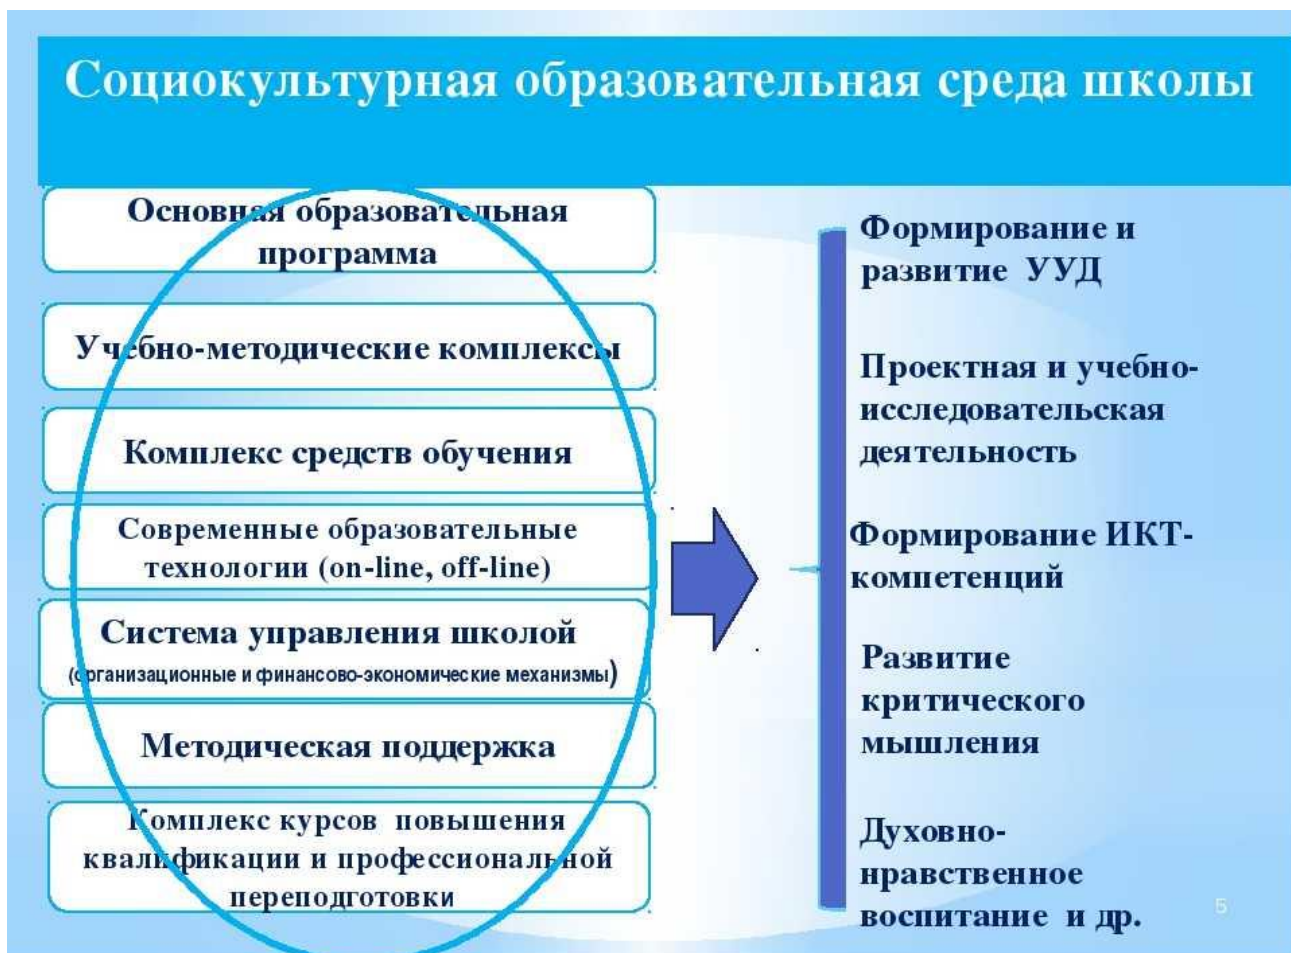 Социокультурная образовательная среда школы
Основная образовательная
программа
Учебно-методические комплексы
Комплекс средств обучения
Современные образовательные
технологии (on-line, off-line)
Система управления школой
(организационные и финансово-экономические механизмы)
Методическая поддержка
Комплекс курсов повышения
квалификации и профессиональной
переподготовки
Формирование и
развитие УУД
Проектная и учебно-
исследовательская
деятельность
Формирование ИКТ-
компетенций
Развитие
критического
мышления
Духовно-
нравственное
воспитание и др.
5